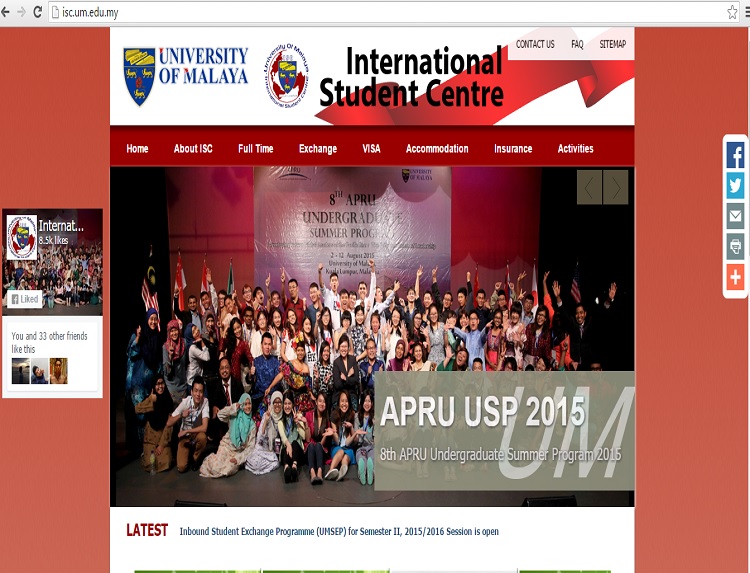 isc.um.edu.my
CONTACT US FAQ SITEMAP
UNIVERSITY
OF MALAYA
International
Student Centre
Home About ISC Full Time Exchange VISA Accommodation Insurance Activities
UNIVERSITY
OF MALAYA
8TH APRU
UNDERGRADUATE
SUMMER PROGRAM
2 - 12 August 2015
University of Malaya
Kuala Lumpur, Malaysia
Internat...
8.5k likes
Liked
You and 33 other friends
like this
UM
APRU USP 2015
8th APRU Undergraduate Summer Program 2015
LATEST Inbound Student Exchange Programme (UMSEP) for Semester II, 2015/2016 Session is open